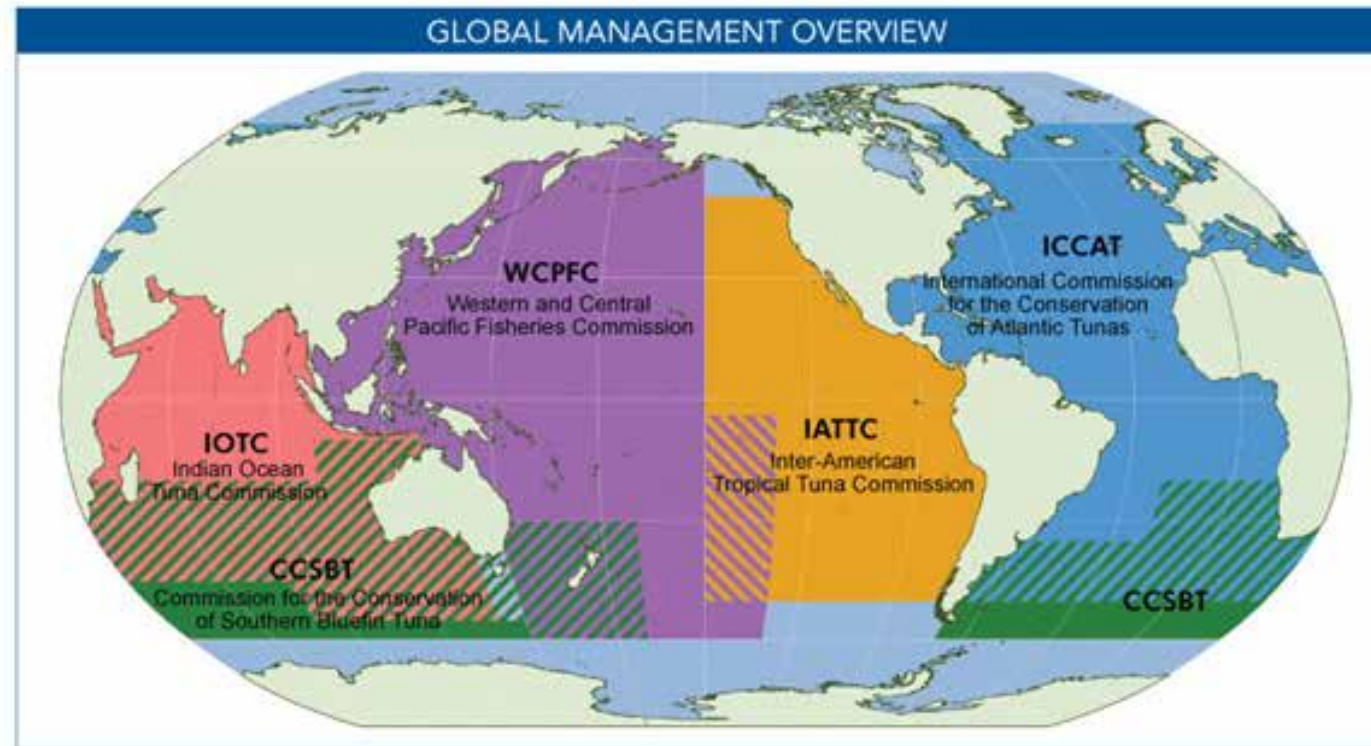 GLOBAL MANAGEMENT OVERVIEW
WCPFC
Western and Central
Pacific Fisheries Commission
ICCAT
International Commission
for the Conservation
of Atlantic Tunas
IOTC
Indian Ocean
Tuna Commission
IATTC
Inter-American
Tropical Tuna Commission
CCSBT
Commission for the Conservation
of Southern Bluefin Tuna
CCSBT